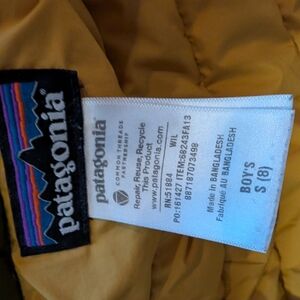 patagonia
patagonia
COMMON THREADS
PARTNERSHIP
Repair, Reuse, Recycle
This Product
www.patagonia.com
RN:51884 WIL
PO:161427 ITEM:68243FA13
887187073498
Made in BANGLADESH
Fabriqué AU BANGLADESH
BOY'S
S (8)